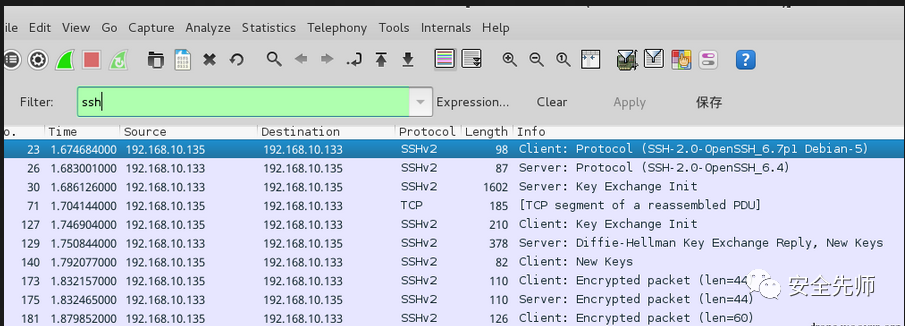 ile Edit View Go Capture Analyze Statistics Telephony Tools Internals Help
Filter: ssh Expression... Clear Apply 保存
o. Time Source Destination Protocol Length Info
23 1.674684000 192.168.10.135 192.168.10.133 SSHv2 98 Client: Protocol (SSH-2.0-OpenSSH_6.7p1 Debian-5)
26 1.683001000 192.168.10.133 192.168.10.135 SSHv2 87 Server: Protocol (SSH-2.0-OpenSSH_6.4)
30 1.686126000 192.168.10.133 192.168.10.135 SSHv2 1602 Server: Key Exchange Init
71 1.704144000 192.168.10.135 192.168.10.133 TCP 185 [TCP segment of a reassembled PDU]
127 1.746904000 192.168.10.135 192.168.10.133 SSHv2 210 Client: Key Exchange Init
129 1.750844000 192.168.10.133 192.168.10.135 SSHv2 378 Server: Diffie-Hellman Key Exchange Reply, New Keys
140 1.792077000 192.168.10.135 192.168.10.133 SSHv2 82 Client: New Keys
173 1.832157000 192.168.10.135 192.168.10.133 SSHv2 110 Client: Encrypted packet (len=44
175 1.832465000 192.168.10.133 192.168.10.135 SSHv2 110 Server: Encrypted packet (len=44)
181 1.879852000 192.168.10.135 192.168.10.133 SSHv2 126 Client: Encrypted packet (len=60)
安全先师